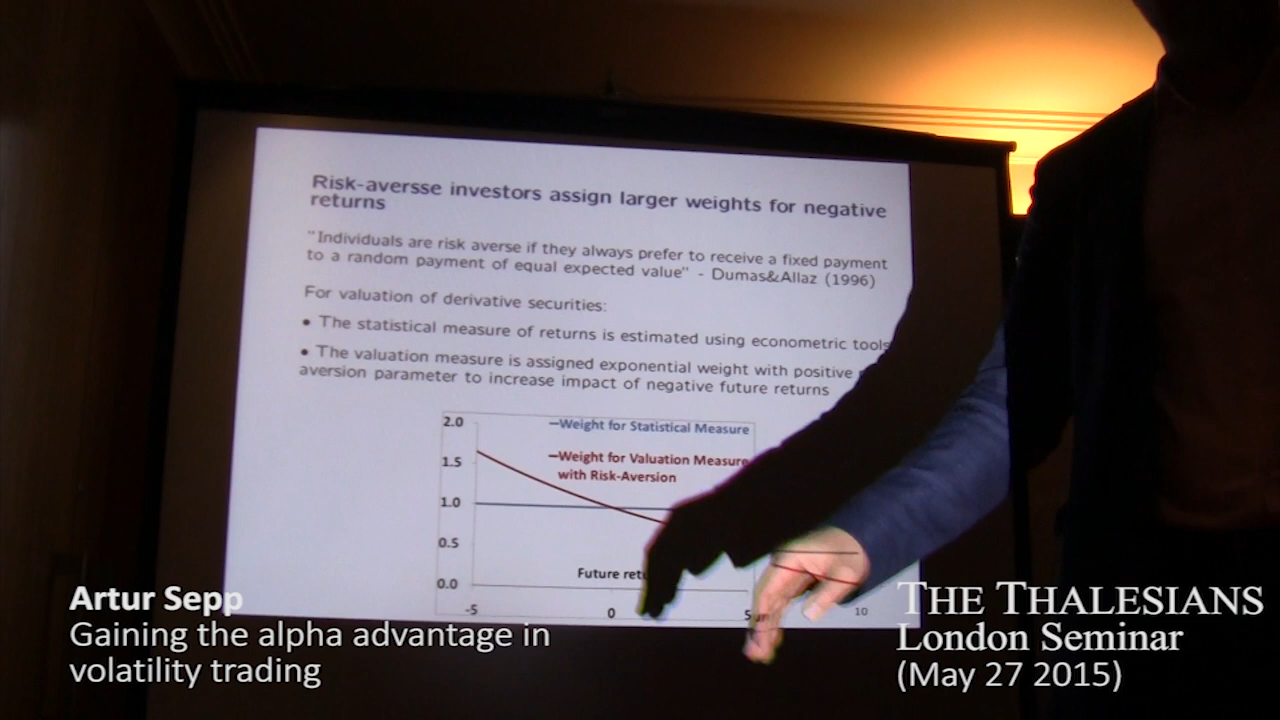 Risk-aversse investors assign larger weights for negative
returns
"Individuals are risk averse if they always prefer to receive a fixed payment
to a random payment of equal expected value" - Dumas&Allaz (1996)
For valuation of derivative securities:
• The statistical measure of returns is estimated using econometric tools
• The valuation measure is assigned exponential weight with positive
aversion parameter to increase impact of negative future returns
2.0
—Weight for Statistical Measure
1.5
—Weight for Valuation Measure
with Risk-Aversion
1.0
0.5
0.0
Future
-5
0
5
10
Artur Sepp
Gaining the alpha advantage in
volatility trading
THE THALESIANS
London Seminar
(May 27 2015)